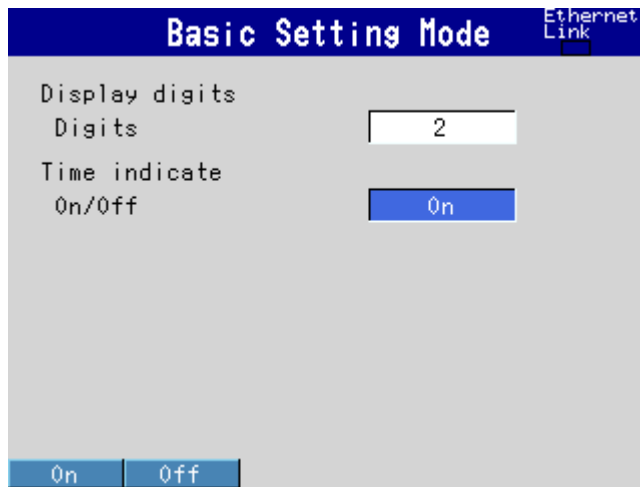 Basic Setting Mode
Ethernet
Link
Display digits
Digits 2
Time indicate
On/Off On
On Off